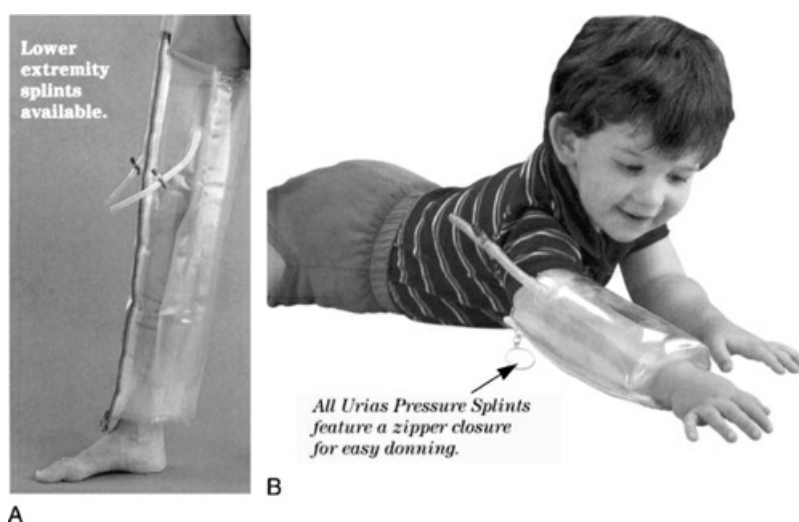 Lower
extremity
splints
available.
All Urias Pressure Splints
feature a zipper closure
for easy donning.
B
A